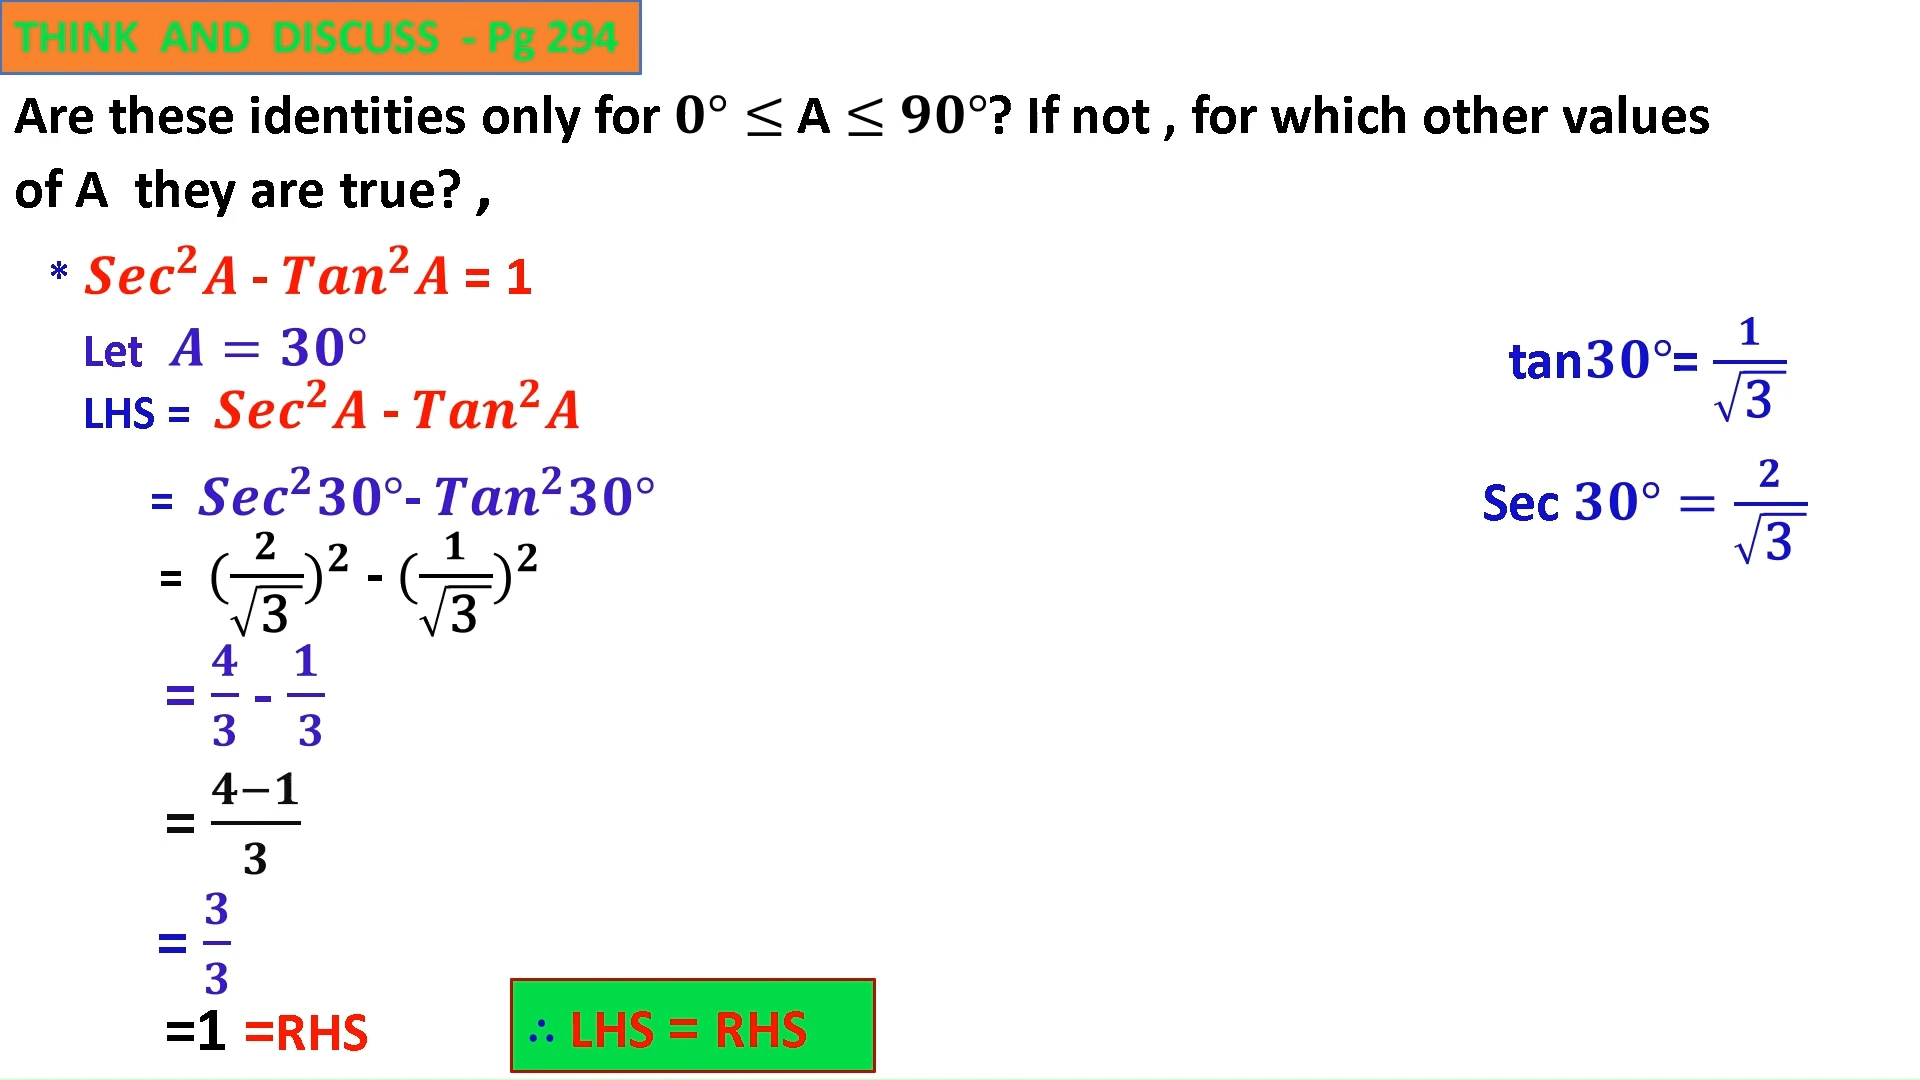 THINK AND DISCUSS - Pg 294
Are these identities only for 0° ≤ A ≤ 90°? If not , for which other values
of A they are true? ,
* Sec²A - Tan²A = 1
Let A = 30°
tan30°= 1/√3
LHS = Sec²A - Tan²A
= Sec²30°- Tan²30°
Sec 30° = 2/√3
= (2/√3)² - (1/√3)²
= 4/3 - 1/3
= 4−1/3
= 3/3
=1 =RHS
∴ LHS = RHS